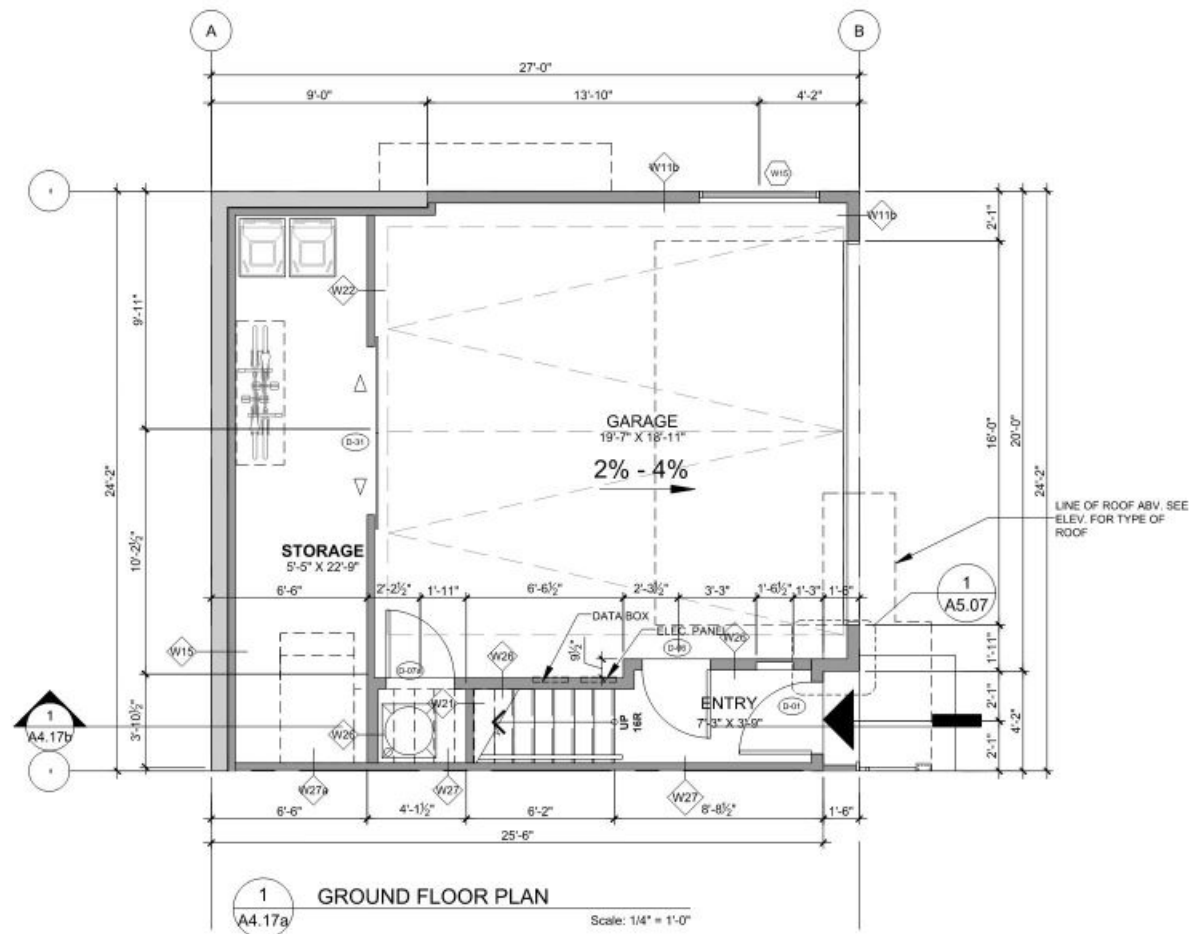 A
B
27'-0"
9'-0"
13'-10"
4'-2"
W11b
W15
W11b
2'-1"
W22
9'-11"
24'-2"
GARAGE
19'-7" X 18'-11"
D-31
2% - 4%
16'-0"
20'-0"
24'-2"
LINE OF ROOF ABV. SEE
ELEV. FOR TYPE OF
ROOF
10'-2½"
STORAGE
5'-5" X 22'-9"
6'-6"
2'-2½"
1'-11"
6'-6½"
2'-3½"
3'-3"
1'-6½"
1'-3"
1'-6"
1
A5.07
DATA BOX
ELEC. PANEL
9½"
W26
W26
D-06
W15
D-07a
1'-11"
3'-10½"
W21
ENTRY
7'-3" X 3'-9"
D-01
UP
16R
2'-1"
4'-2"
2'-1"
1
A4.17b
W26
W27a
W27
W27
6'-6"
4'-1½"
6'-2"
8'-8½"
1'-6"
25'-6"
1
A4.17a
GROUND FLOOR PLAN
Scale: 1/4" = 1'-0"